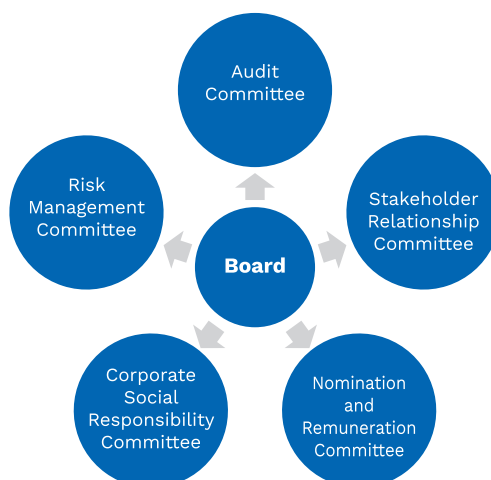 Audit
Committee
Risk
Management
Committee
Stakeholder
Relationship
Committee
Board
Corporate
Social
Responsibility
Committee
Nomination
and
Remuneration
Committee